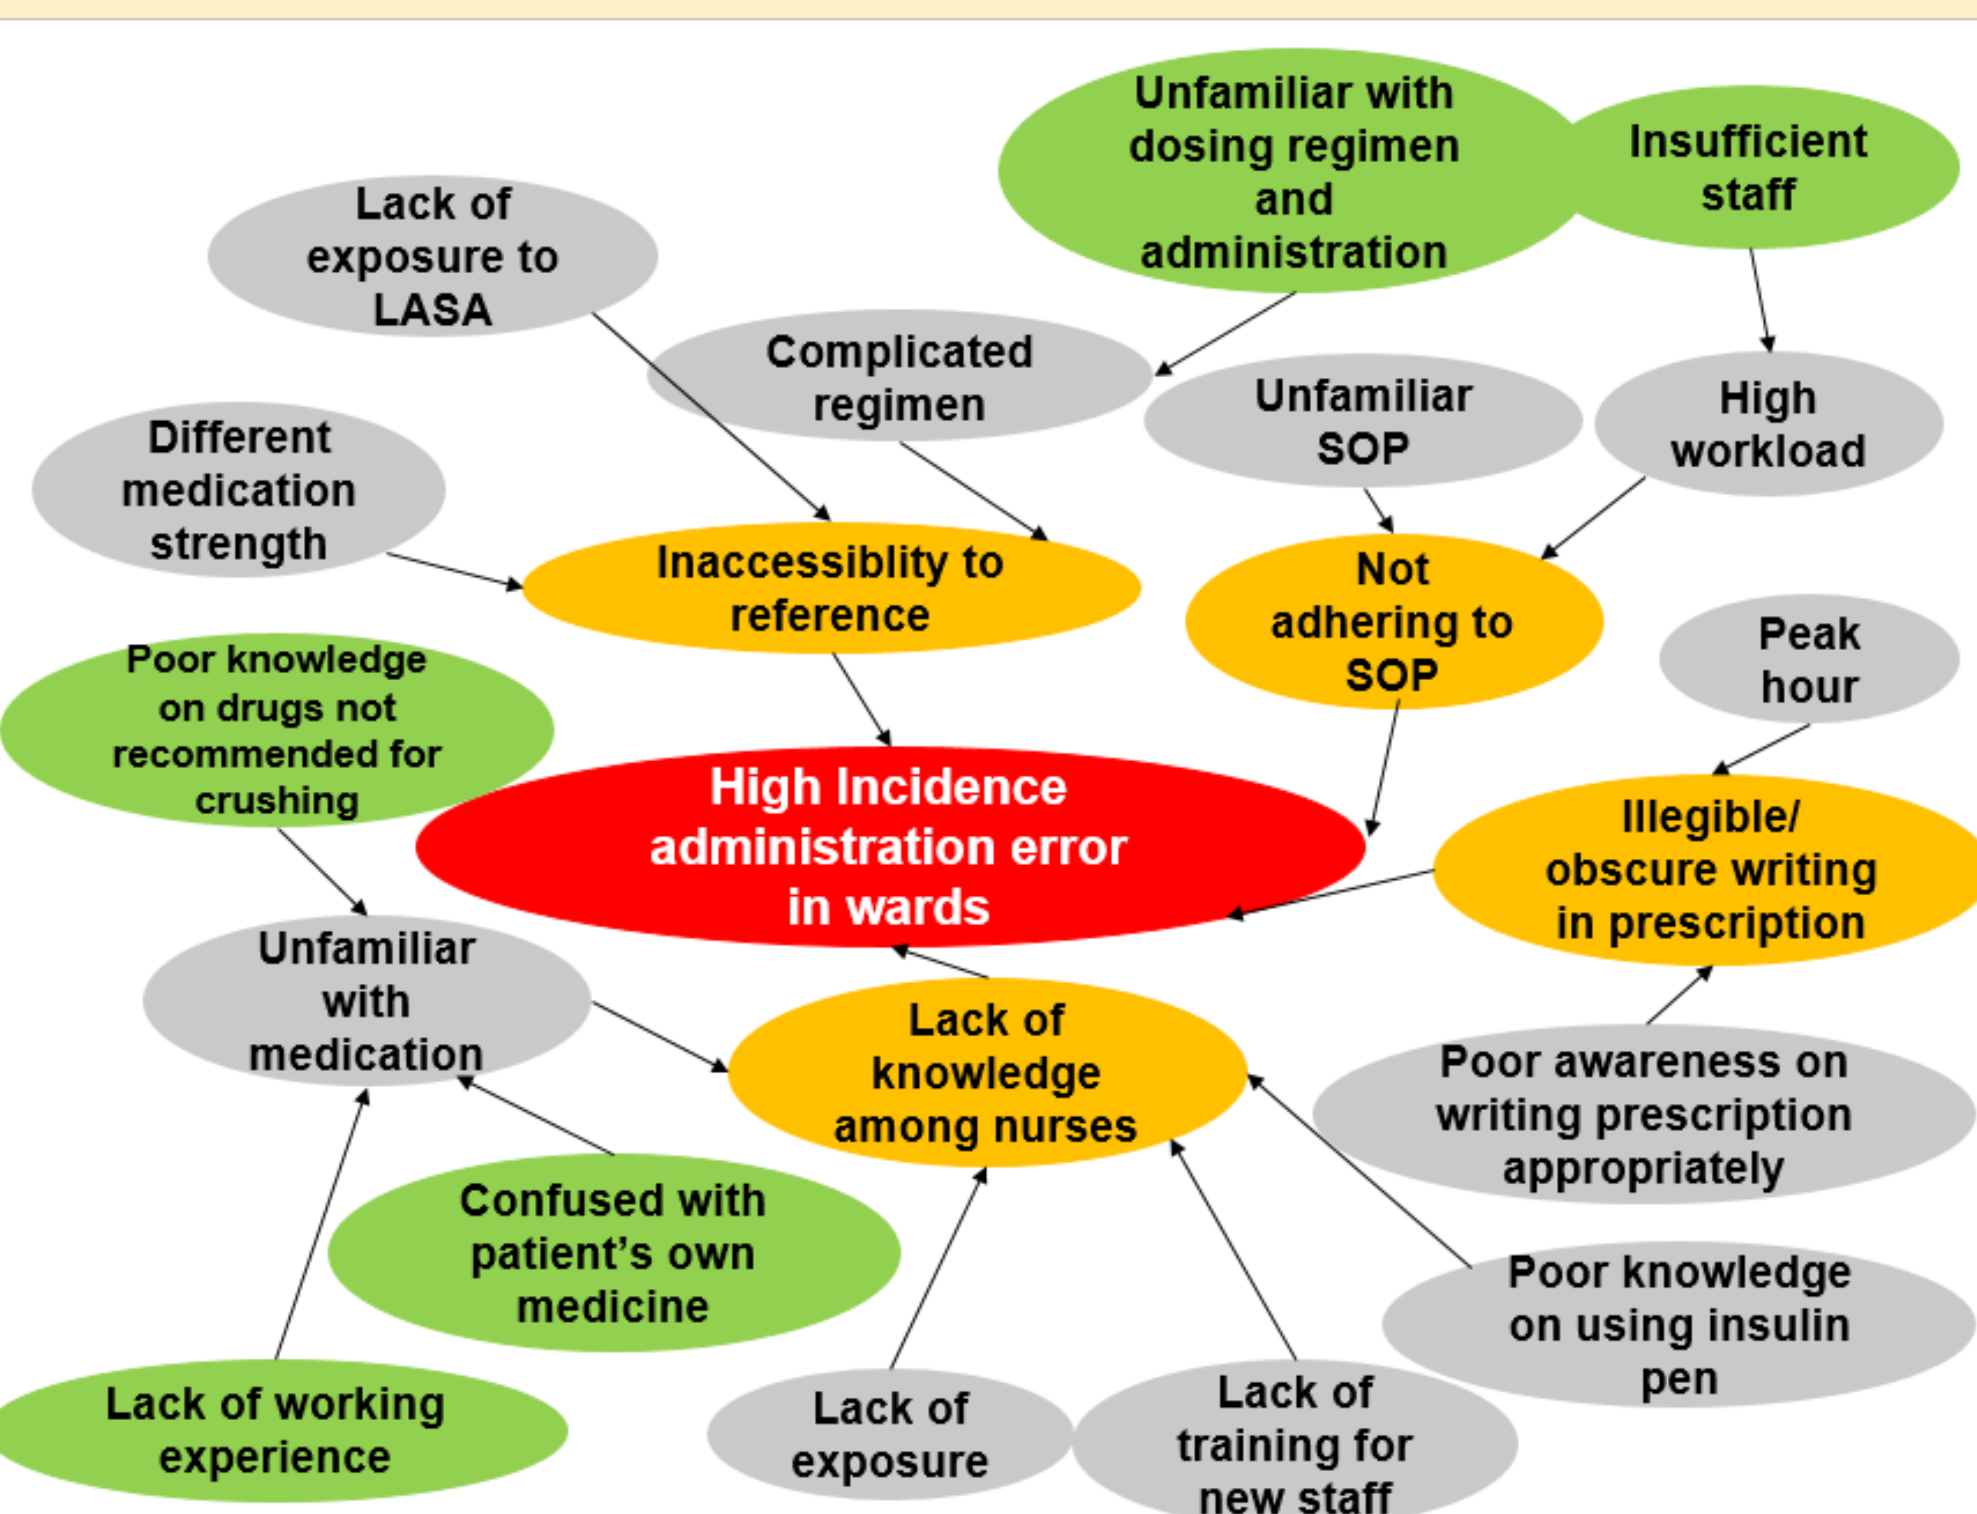 Unfamiliar with
dosing regimen
and
administration
Insufficient
staff
Lack of
exposure to
LASA
Complicated
regimen
Unfamiliar
SOP
High
workload
Different
medication
strength
Inaccessiblity to
reference
Not
adhering to
SOP
Peak
hour
Poor knowledge
on drugs not
recommended for
crushing
High Incidence
administration error
in wards
Illegible/
obscure writing
in prescription
Unfamiliar
with
medication
Lack of
knowledge
among nurses
Poor awareness on
writing prescription
appropriately
Confused with
patient’s own
medicine
Poor knowledge
on using insulin
pen
Lack of working
experience
Lack of
exposure
Lack of
training for
new staff